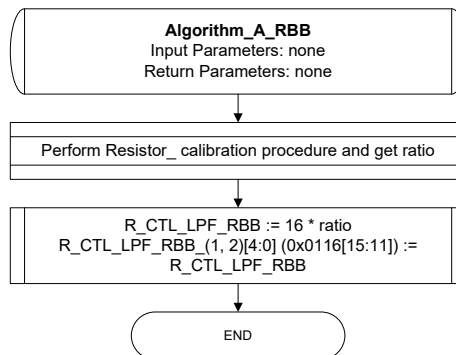 Algorithm_A_RBB
Input Parameters: none
Return Parameters: none
Perform Resistor_ calibration procedure and get ratio
R_CTL_LPF_RBB := 16 * ratio
R_CTL_LPF_RBB_(1, 2)[4:0] (0x0116[15:11]) :=
R_CTL_LPF_RBB
END